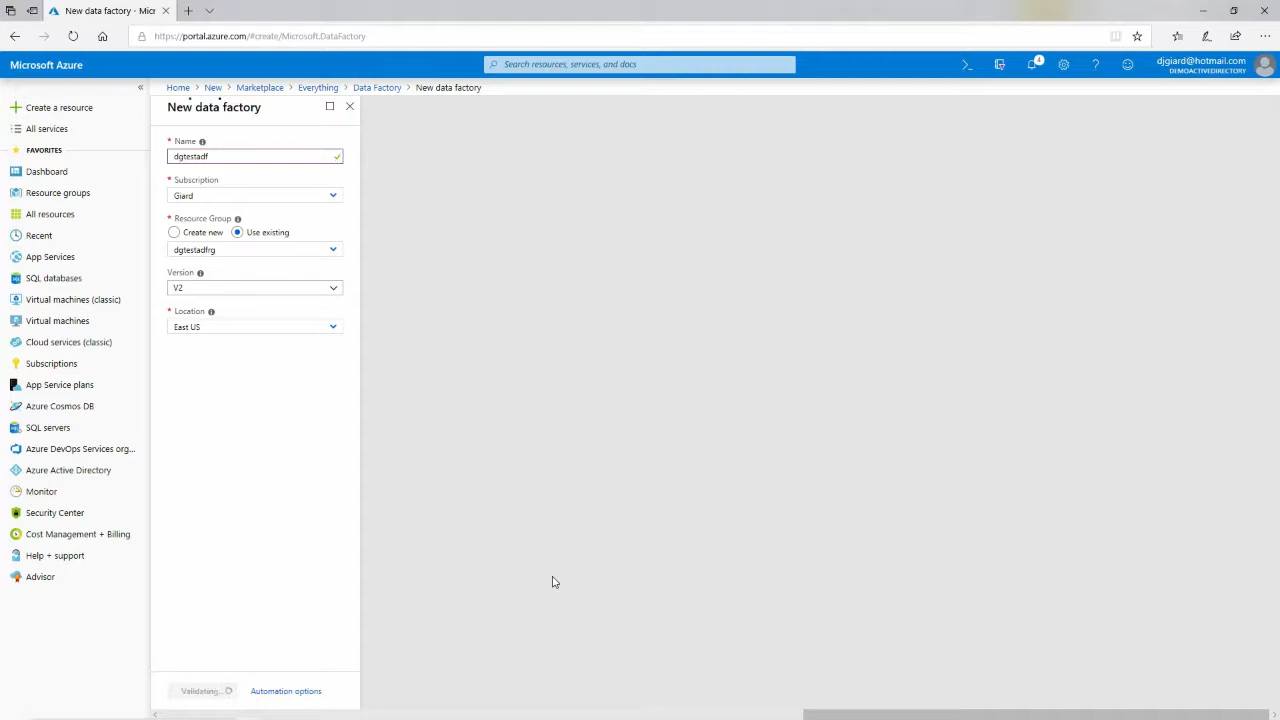 New data factory - Micr
https://portal.azure.com/#create/Microsoft.DataFactory
Microsoft Azure
Search resources, services, and docs
4
djgiard@hotmail.com
DEMOACTIVEDIRECTORY
Home > New > Marketplace > Everything > Data Factory > New data factory
Create a resource
All services
FAVORITES
Dashboard
Resource groups
All resources
Recent
App Services
SQL databases
Virtual machines (classic)
Virtual machines
Cloud services (classic)
Subscriptions
App Service plans
Azure Cosmos DB
SQL servers
Azure DevOps Services org...
Azure Active Directory
Monitor
Security Center
Cost Management + Billing
Help + support
Advisor
New data factory
* Name
dgtestadf
* Subscription
Giard
* Resource Group
Create new Use existing
dgtestadfrg
Version
V2
* Location
East US
Validating...
Automation options